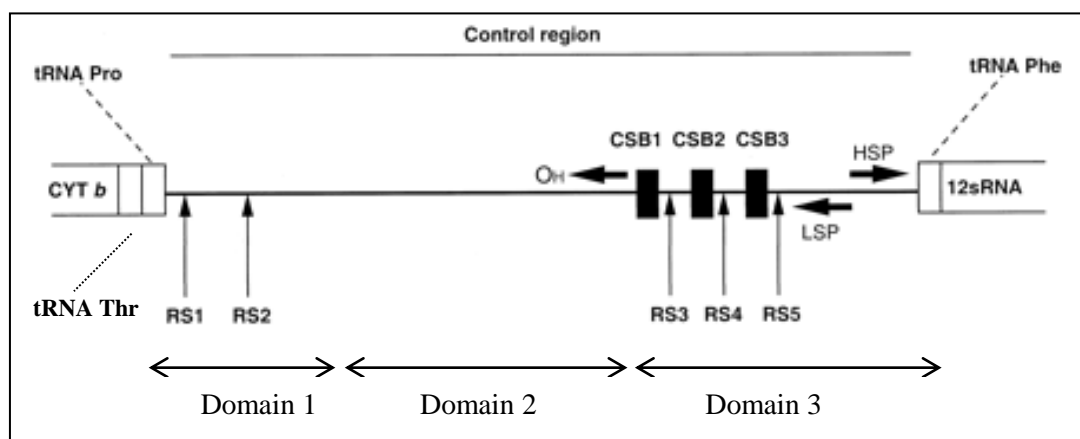 Control region
tRNA Pro
tRNA Phe
CSB1 CSB2 CSB3
HSP
OH
CYT b
12sRNA
LSP
tRNA Thr
RS1 RS2 RS3 RS4 RS5
Domain 1 Domain 2 Domain 3